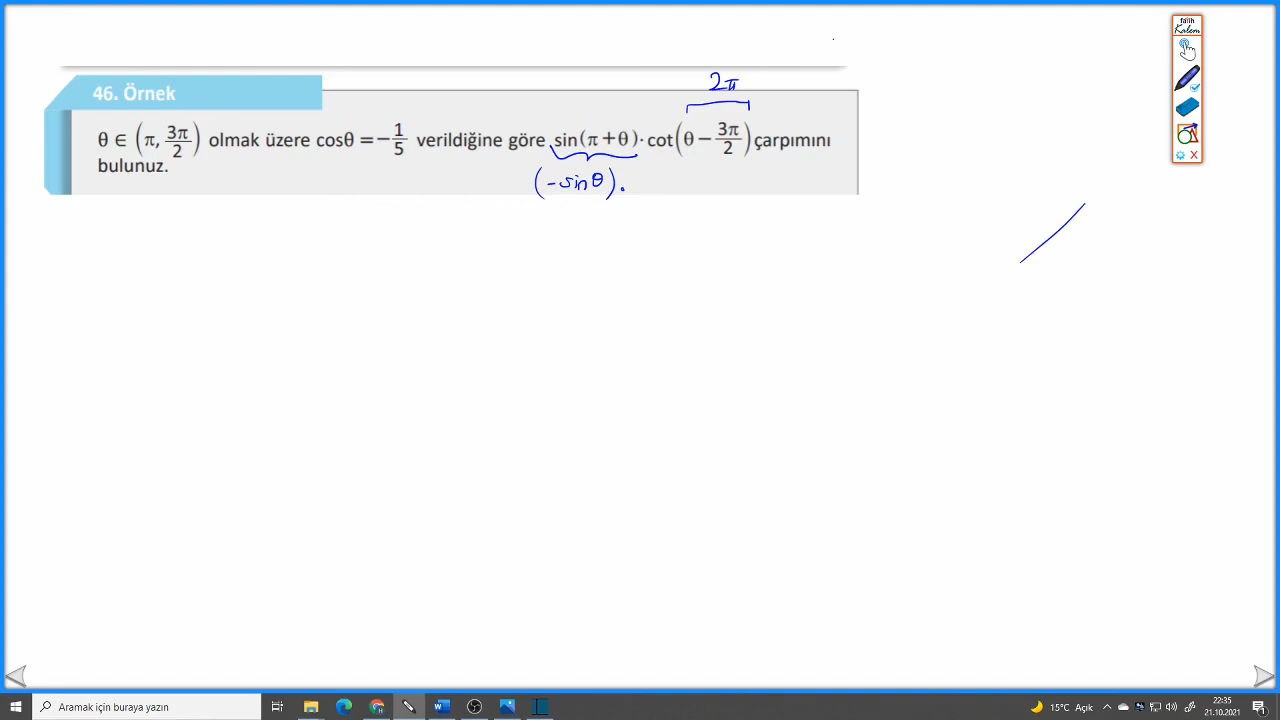 fatih
Kalem
2π
46. Örnek
θ ∈ (π, 3π/2) olmak üzere cosθ = -1/5 verildiğine göre sin(π+θ)·cot(θ - 3π/2) çarpımını
bulunuz.
(-sinθ).
Aramak için buraya yazın
15°C Açık
22:35
21.10.2021
1